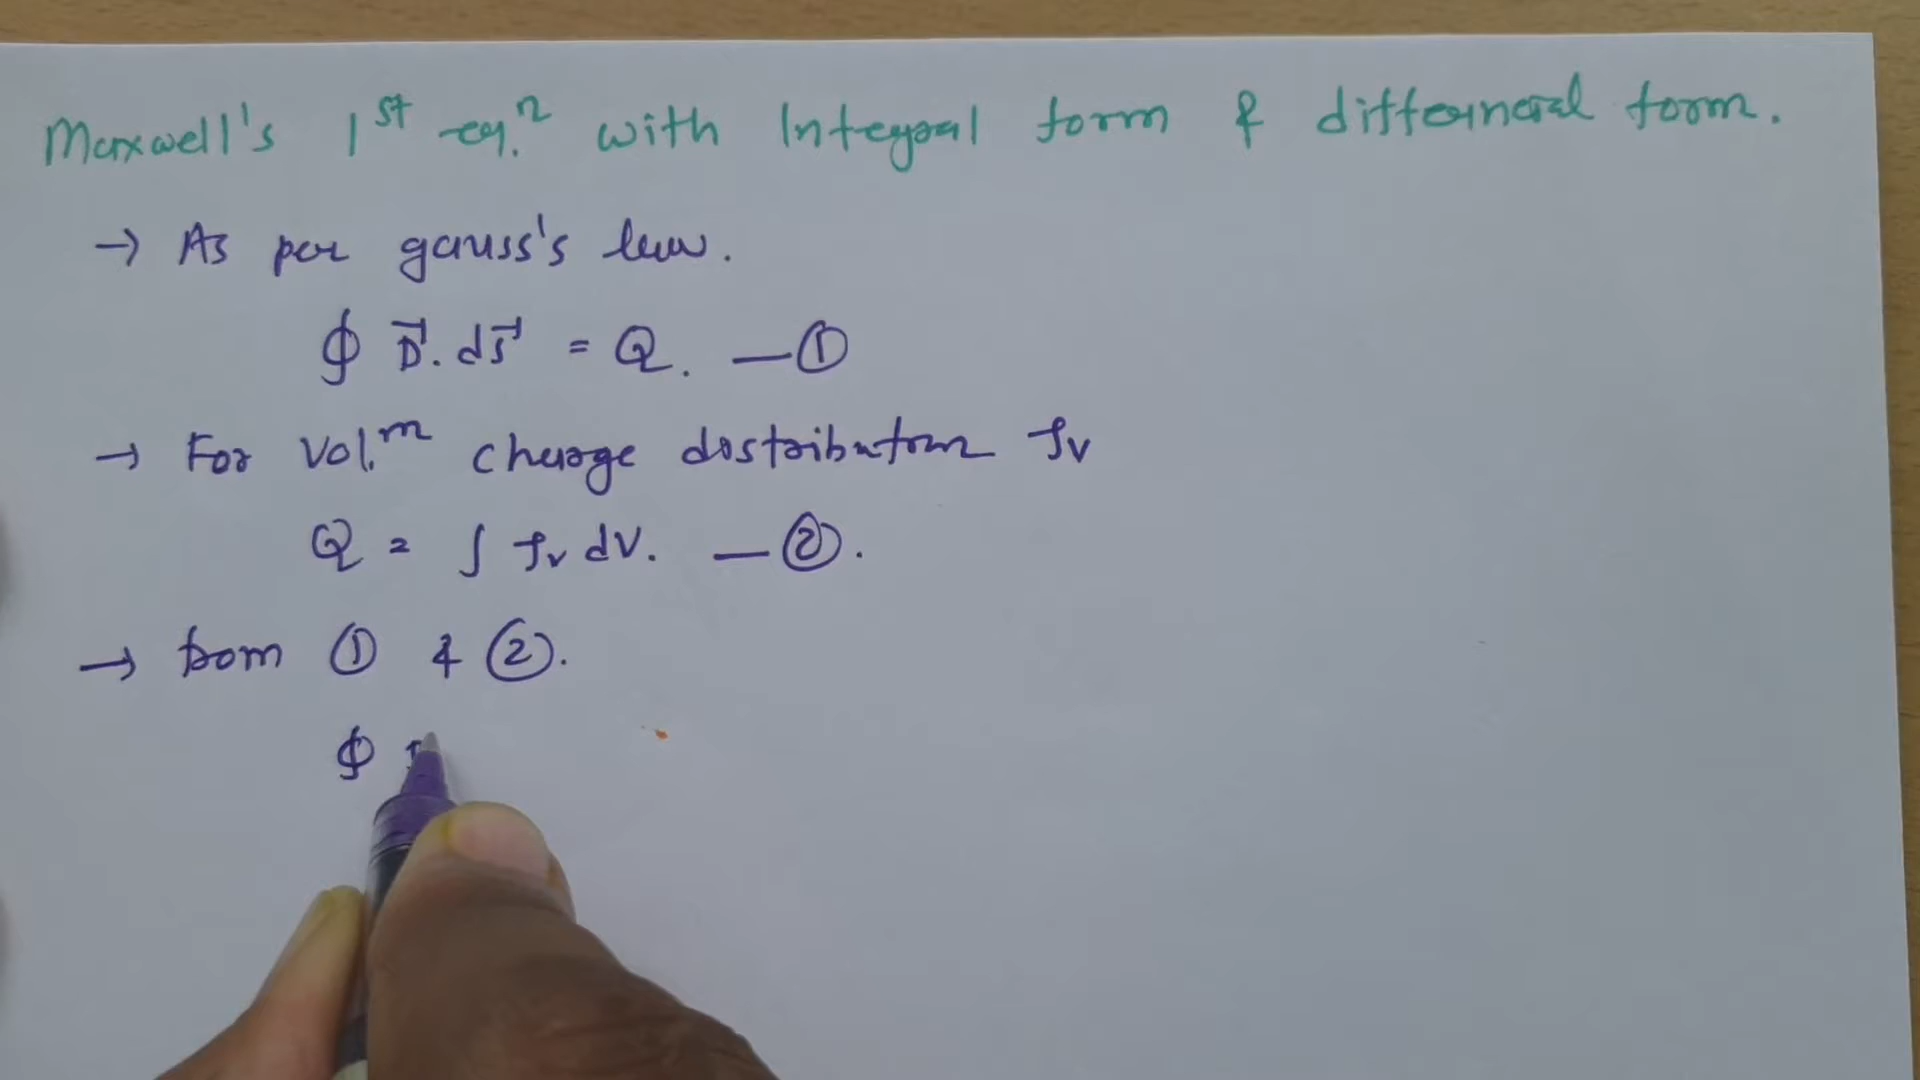 Maxwell's 1st eq.n with Integral form & differneral form.
→ As per gauss's law.
∮ D⃗. ds⃗ = Q. —①
→ For Vol.m charge distribution ρv
Q = ∫ ρv dv. —②.
→ from ① & ②.
∮